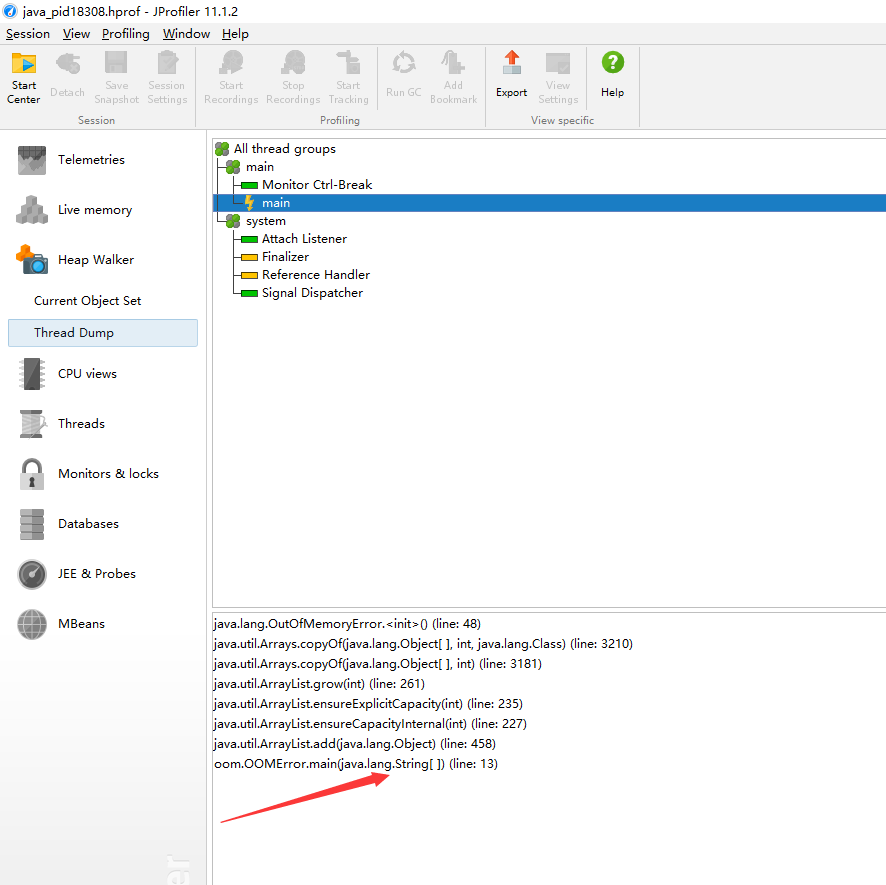 java_pid18308.hprof - JProfiler 11.1.2
Session View Profiling Window Help
Start Center
Detach
Save Snapshot
Session Settings
Start Recordings
Stop Recordings
Start Tracking
Run GC
Add Bookmark
Export
View Settings
Help
Session
Profiling
View specific
Telemetries
Live memory
Heap Walker
Current Object Set
Thread Dump
CPU views
Threads
Monitors & locks
Databases
JEE & Probes
MBeans
All thread groups
main
Monitor Ctrl-Break
main
system
Attach Listener
Finalizer
Reference Handler
Signal Dispatcher
java.lang.OutOfMemoryError.<init>() (line: 48)
java.util.Arrays.copyOf(java.lang.Object[ ], int, java.lang.Class) (line: 3210)
java.util.Arrays.copyOf(java.lang.Object[ ], int) (line: 3181)
java.util.ArrayList.grow(int) (line: 261)
java.util.ArrayList.ensureExplicitCapacity(int) (line: 235)
java.util.ArrayList.ensureCapacityInternal(int) (line: 227)
java.util.ArrayList.add(java.lang.Object) (line: 458)
oom.OOMError.main(java.lang.String[ ]) (line: 13)